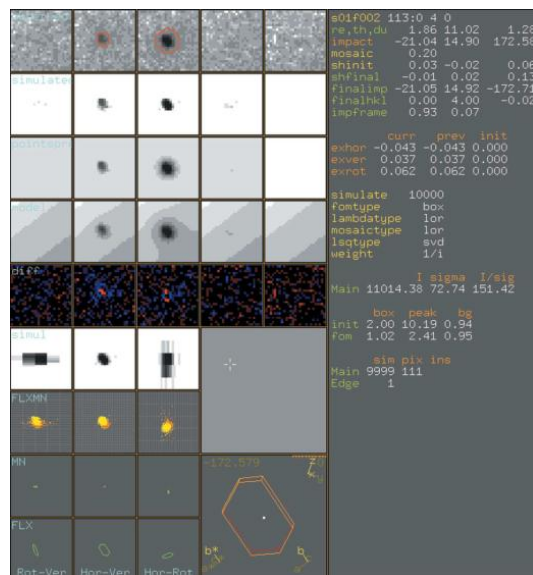 s01f002 113:0 4 0
re,th,du 1.86 11.02 1.28
impact -21.04 14.90 172.58
mosaic 0.20
shinit 0.03 -0.02 0.06
shfinal -0.01 0.02 0.13
finalimp -21.05 14.92 -172.71
finalhkl 0.00 4.00 -0.02
impframe 0.93 0.07
curr prev init
exhor -0.043 -0.043 0.000
exver 0.037 0.037 0.000
exrot 0.062 0.062 0.000
simulate 10000
fomtype box
lambdatype lor
mosaictype lor
lsqtype svd
weight 1/i
I sigma I/sig
Main 11014.38 72.74 151.42
box peak bg
init 2.00 10.19 0.94
fom 1.02 2.41 0.95
sim pix ins
Main 9999 111
Edge 1
simulated
pointspre
model
diff
simul
FLXMN
MN
-172.579
FLX
b*
b
Rot-Ver Hor-Ver Hor-Rot